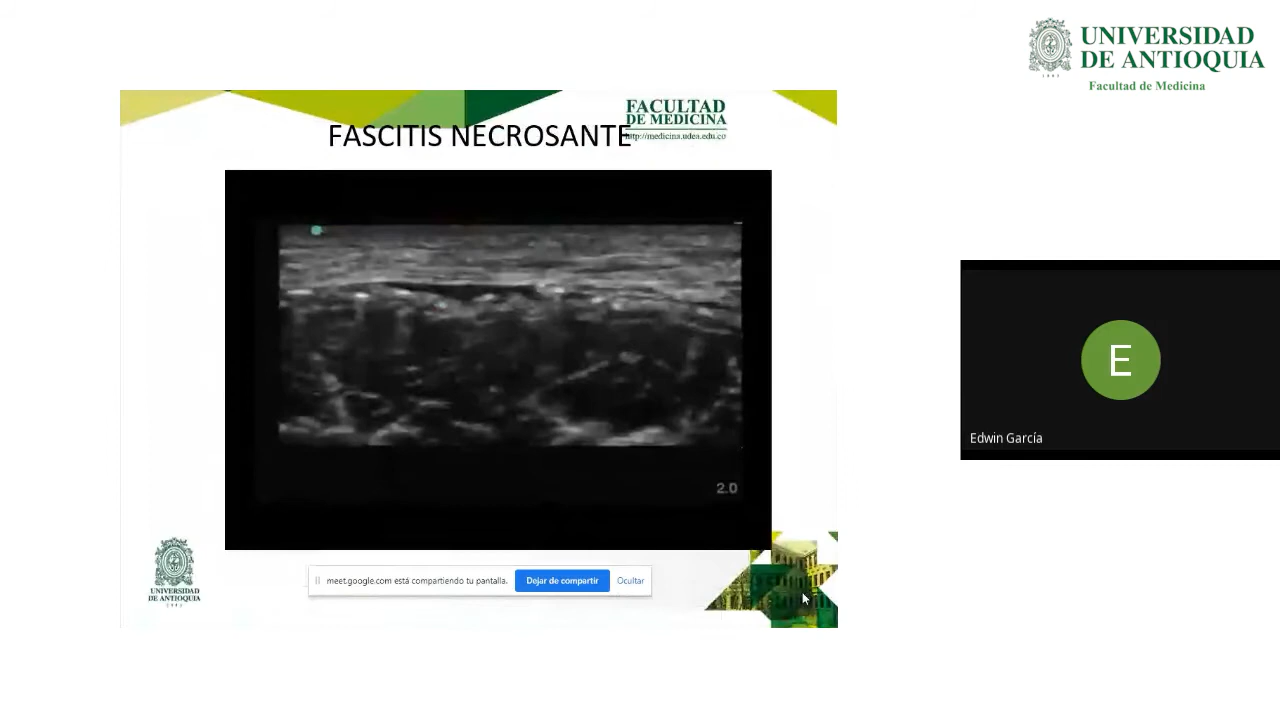 UNIVERSIDAD
DE ANTIOQUIA
Facultad de Medicina
FACULTAD
DE MEDICINA
http://medicina.udea.edu.co
FASCITIS NECROSANTE
2.0
E
Edwin García
UNIVERSIDAD
DE ANTIOQUIA
meet.google.com está compartiendo tu pantalla.
Dejar de compartir
Ocultar